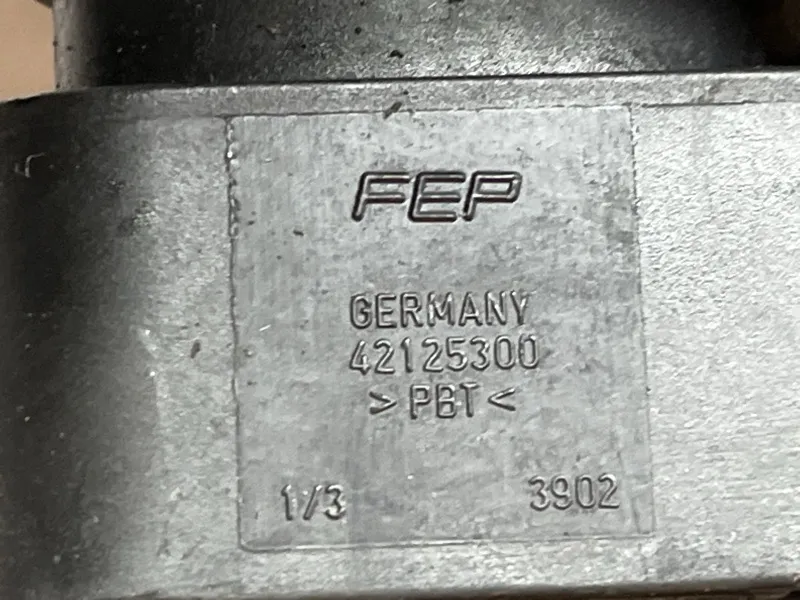 FEP
GERMANY
42125300
>PBT<
1/3 3902